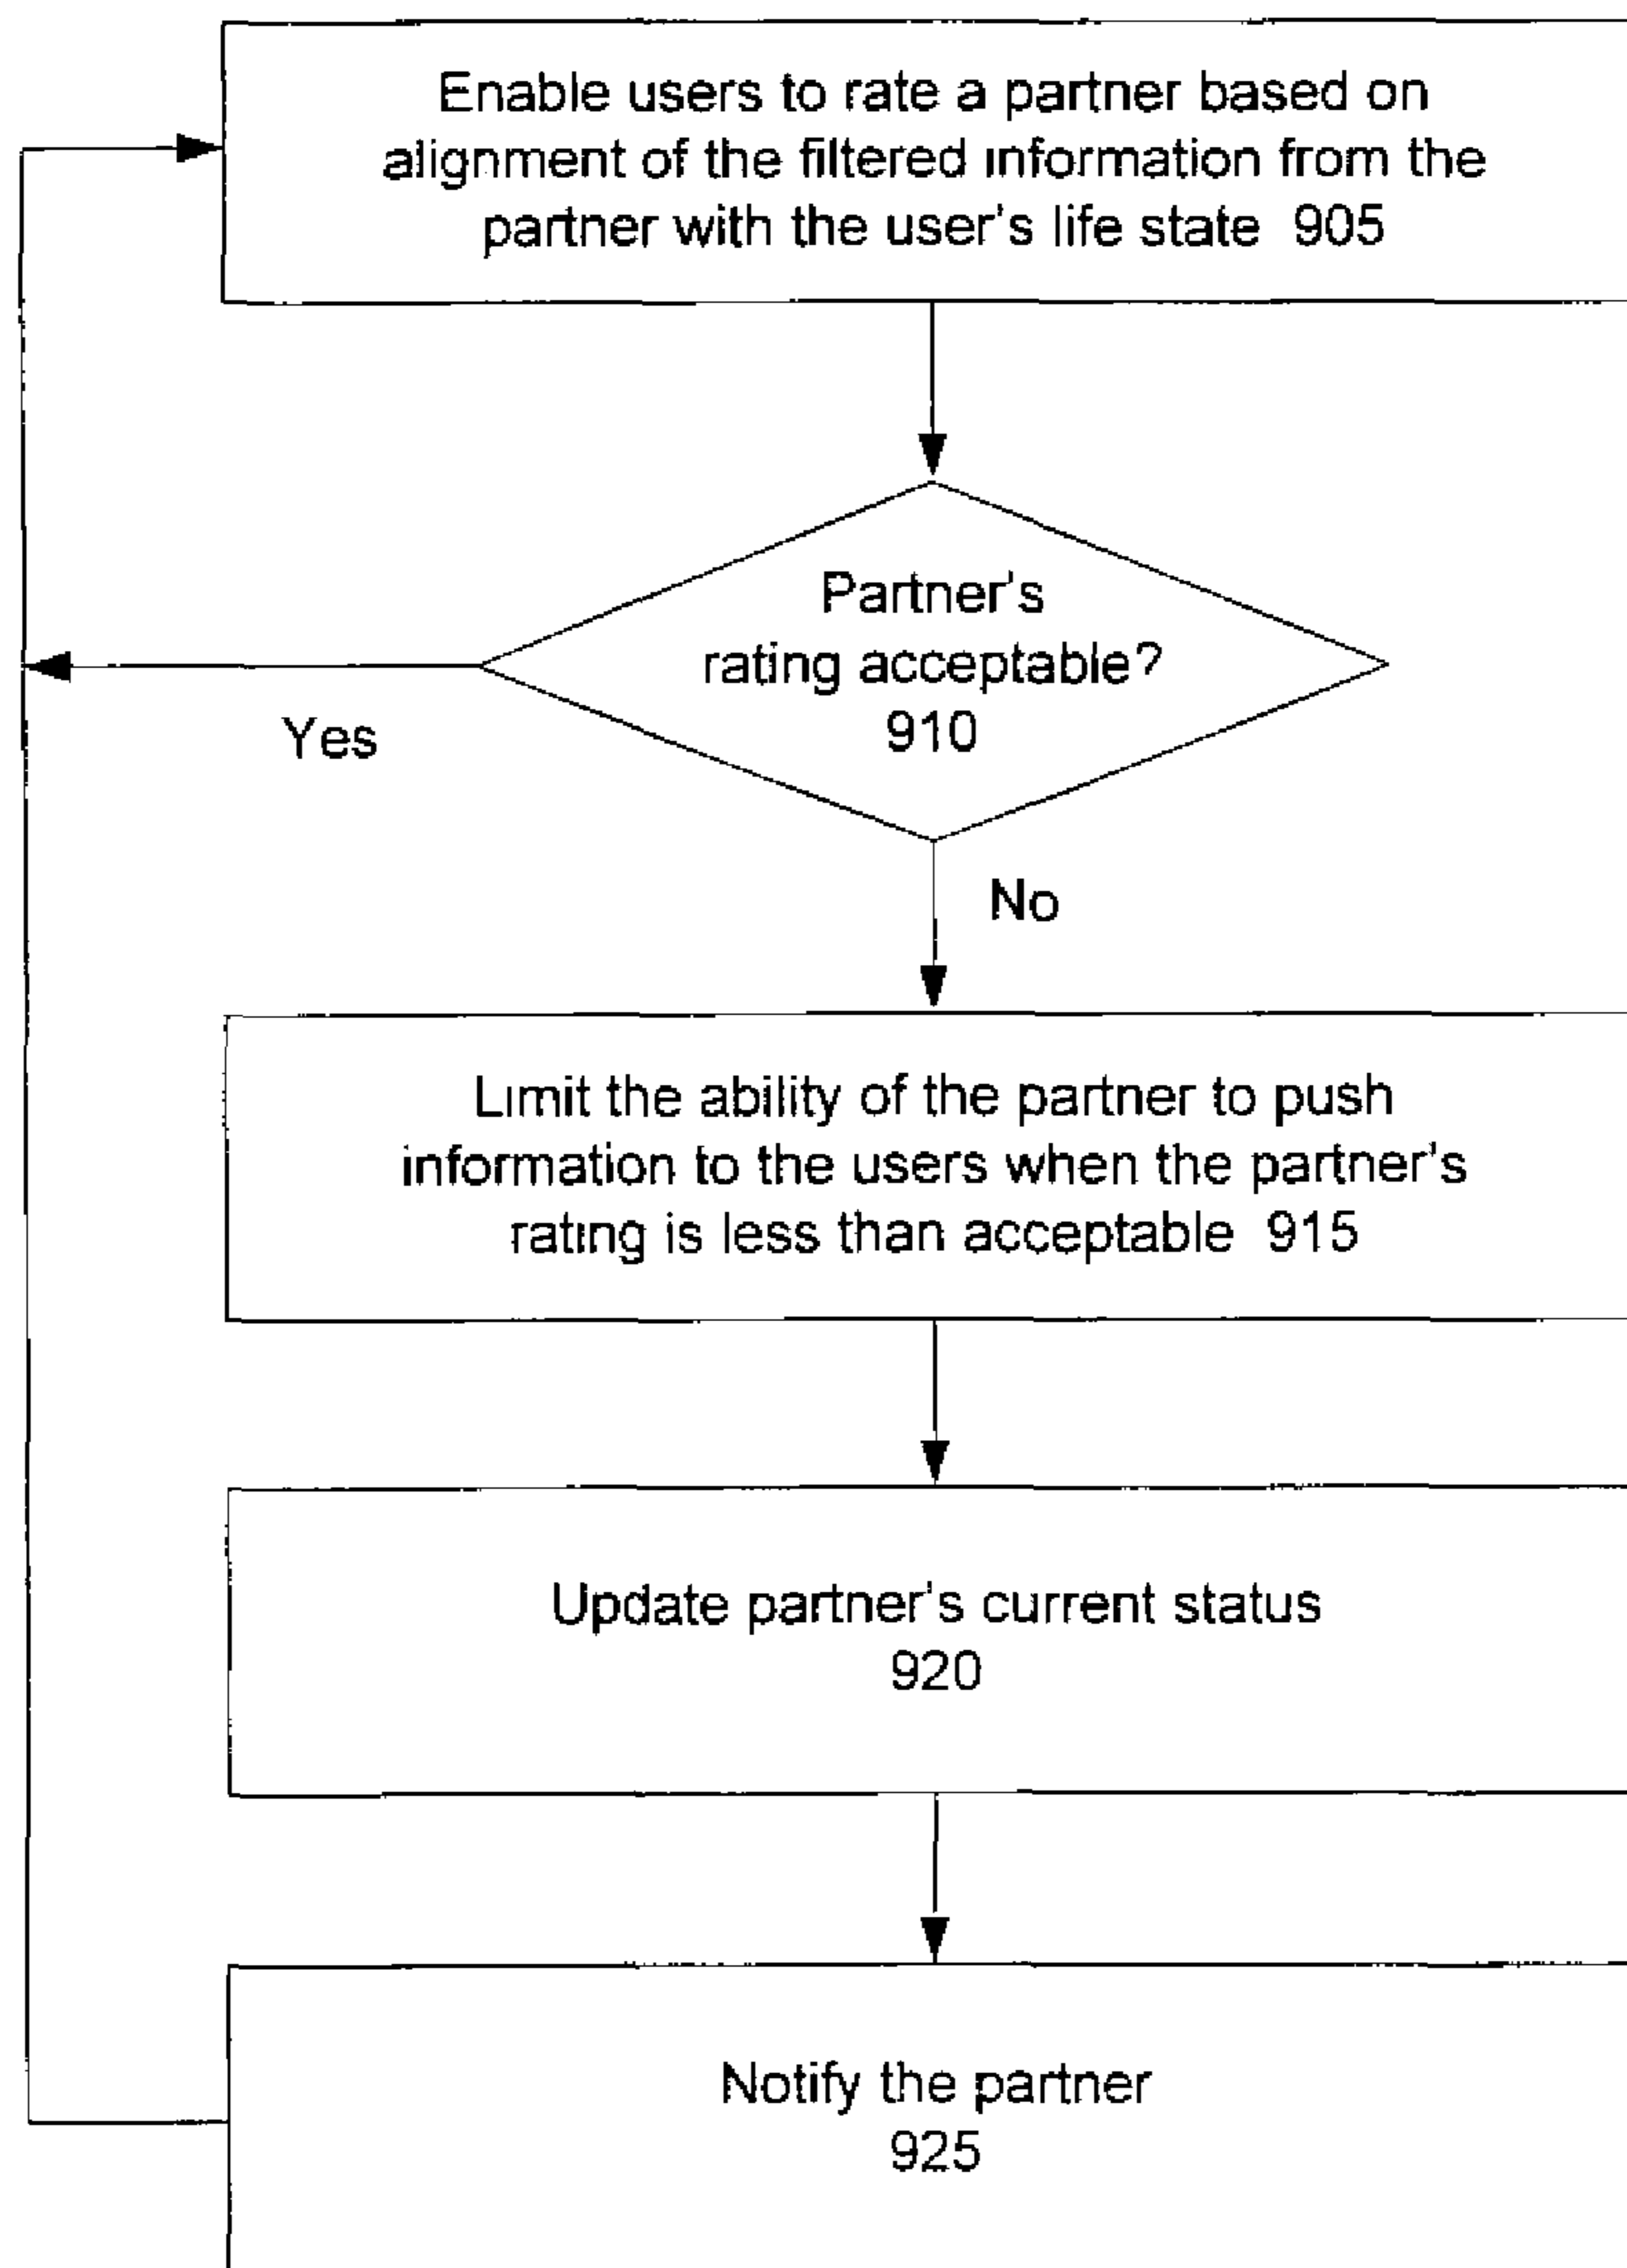 Enable users to rate a partner based on
alignment of the filtered information from the
partner with the user's life state 905
Partner's
rating acceptable?
910
Yes
No
Limit the ability of the partner to push
information to the users when the partner's
rating is less than acceptable 915
Update partner's current status
920
Notify the partner
925